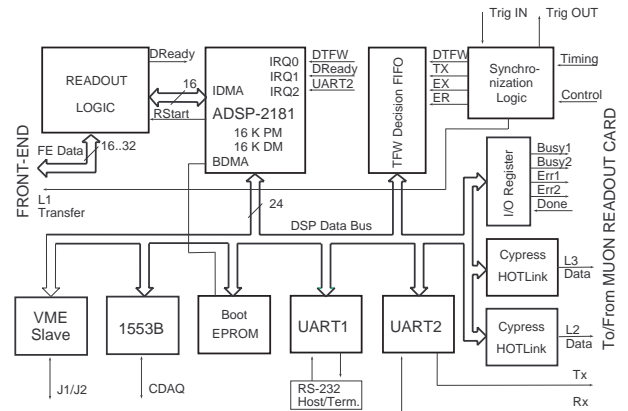 Trig IN
Trig OUT
READOUT
LOGIC
DReady
16
RStart
IDMA
ADSP-2181
16 K PM
16 K DM
BDMA
IRQ0
IRQ1
IRQ2
DTFW
DReady
UART2
TFW Decision FIFO
DTFW
TX
EX
ER
Synchro-
nization
Logic
Timing
Control
FRONT-END
FE Data
16..32
L1
Transfer
24
DSP Data Bus
I/O Register
Busy1
Busy2
Err1
Err2
Done
To/From MUON READOUT CARD
Cypress
HOTLink
L3
Data
Cypress
HOTLink
L2
Data
VME
Slave
1553B
Boot
EPROM
UART1
UART2
J1/J2
CDAQ
RS-232
Host/Term.
Tx
Rx